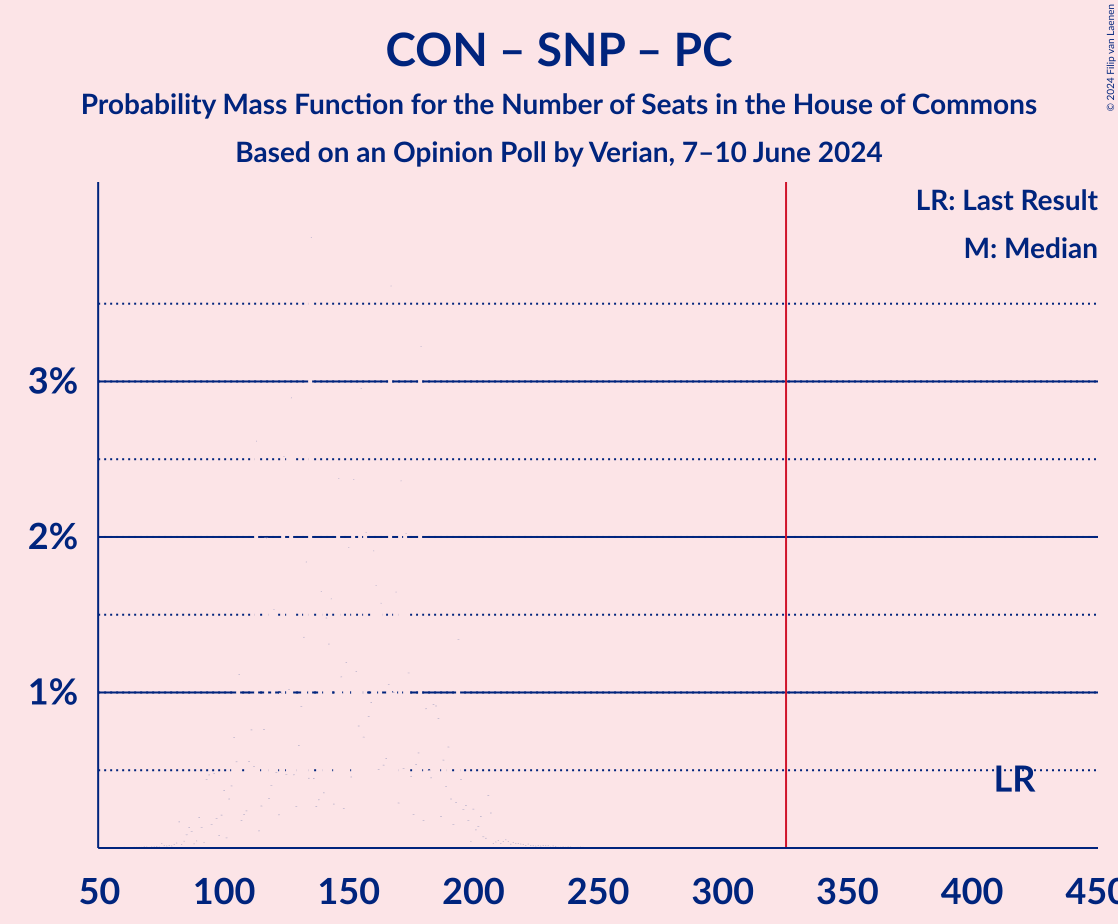 CON – SNP – PC
Probability Mass Function for the Number of Seats in the House of Commons
Based on an Opinion Poll by Verian, 7–10 June 2024
© 2024 Filip van Laenen
LR: Last Result
M: Median
3%
2%
1%
LR
50 100 150 200 250 300 350 400 450